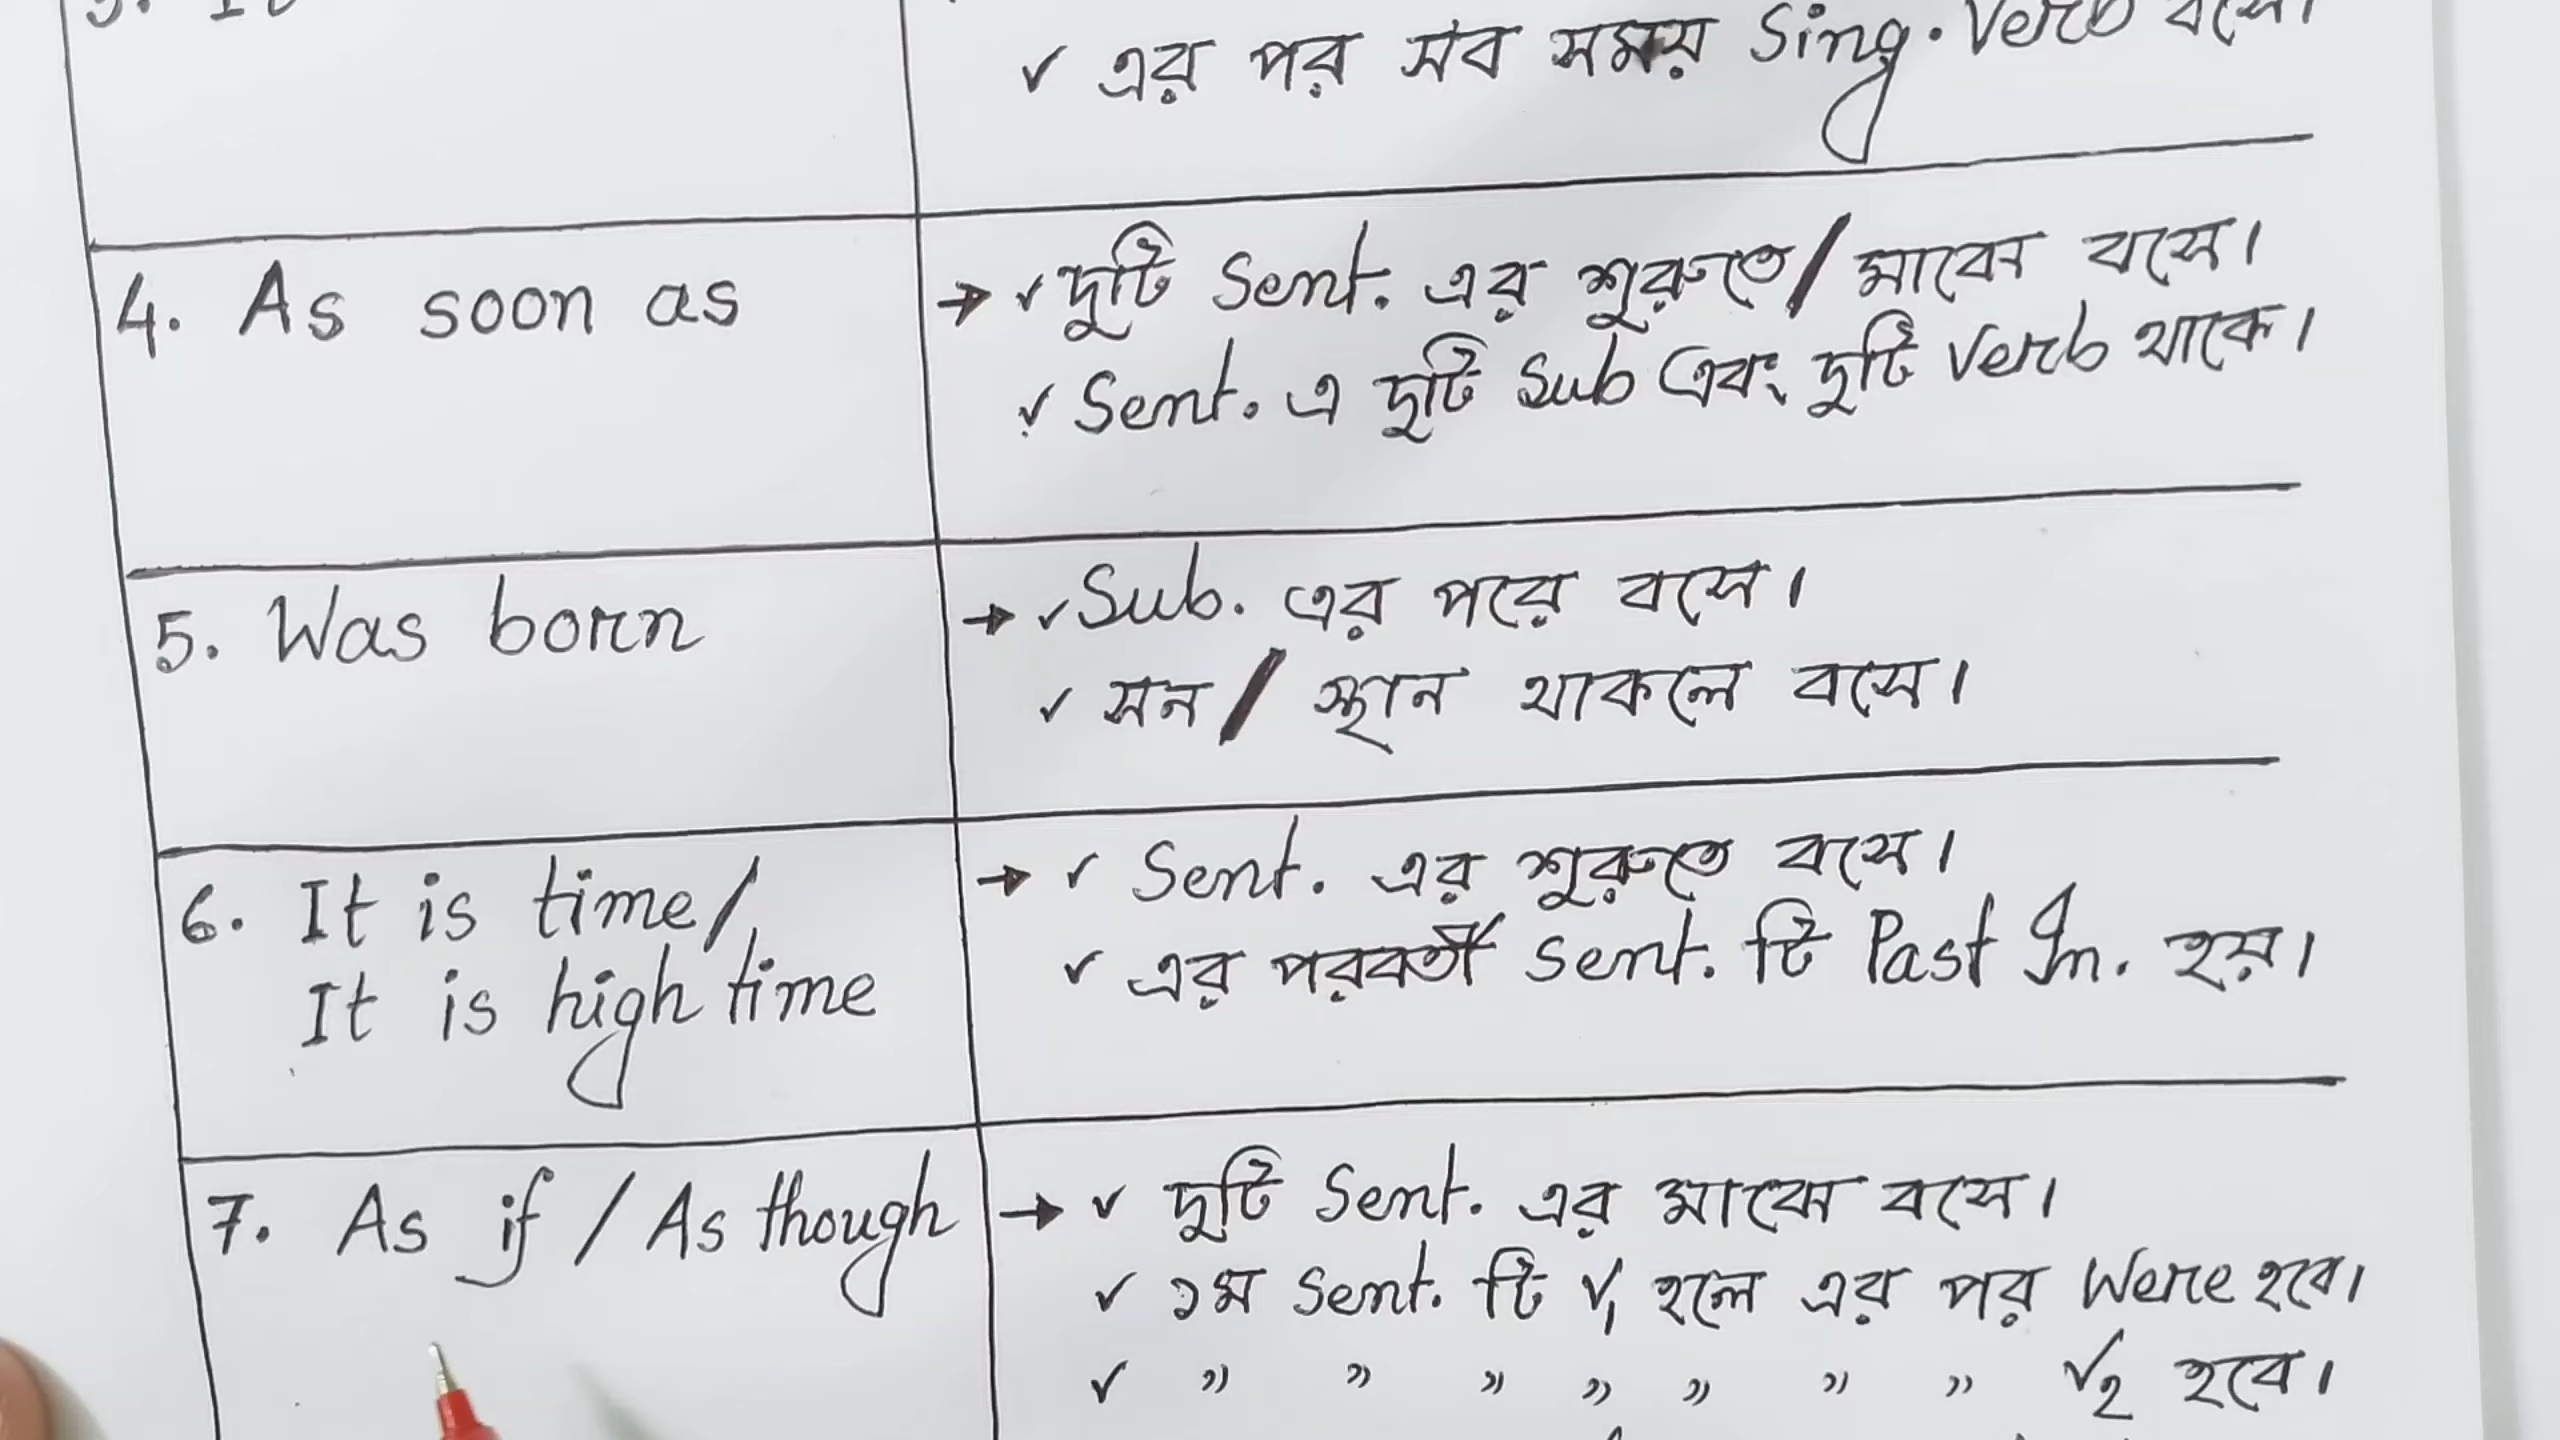 3. It
✓ এর পর সব সময় Sing. Verb বসে।
4. As soon as
→ ✓ দুটি Sent. এর শুরুতে/ মাঝে বসে।
✓ Sent. এ দুটি Sub এবং দুটি Verb থাকে।
5. Was born
→ ✓ Sub. এর পরে বসে।
✓ সন/ স্থান থাকলে বসে।
6. It is time/
It is high time
→ ✓ Sent. এর শুরুতে বসে।
✓ এর পরবর্তী Sent. টি Past In. হয়।
7. As if / As though
→ ✓ দুটি Sent. এর মাঝে বসে।
✓ ১ম Sent. টি V₁ হলে এর পর Were হবে।
✓ " " " " " " " V₂ হবে।